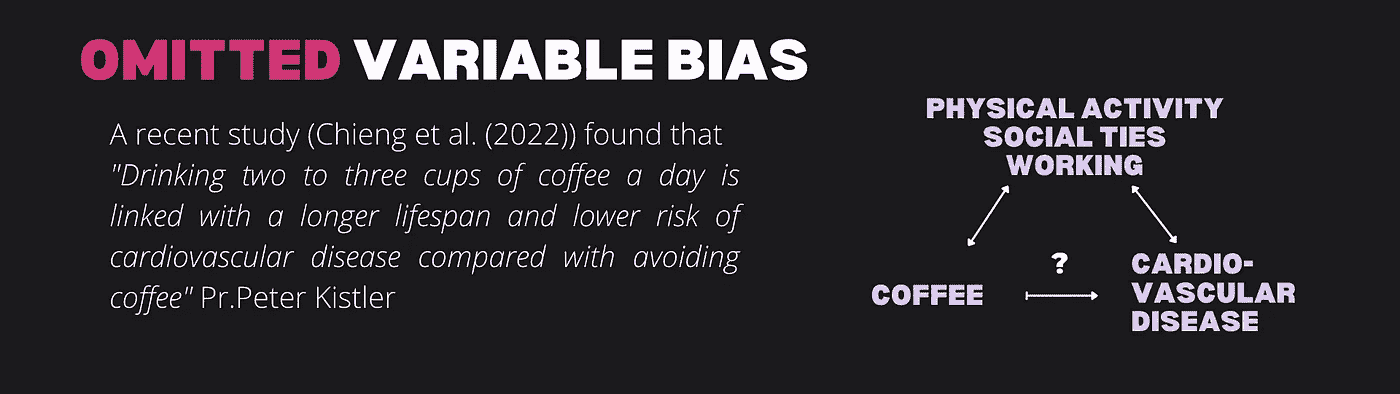 OMITTED VARIABLE BIAS
A recent study (Chieng et al. (2022)) found that
"Drinking two to three cups of coffee a day is
linked with a longer lifespan and lower risk of
cardiovascular disease compared with avoiding
coffee" Pr.Peter Kistler
PHYSICAL ACTIVITY
SOCIAL TIES
WORKING
?
COFFEE
CARDIO-
VASCULAR
DISEASE